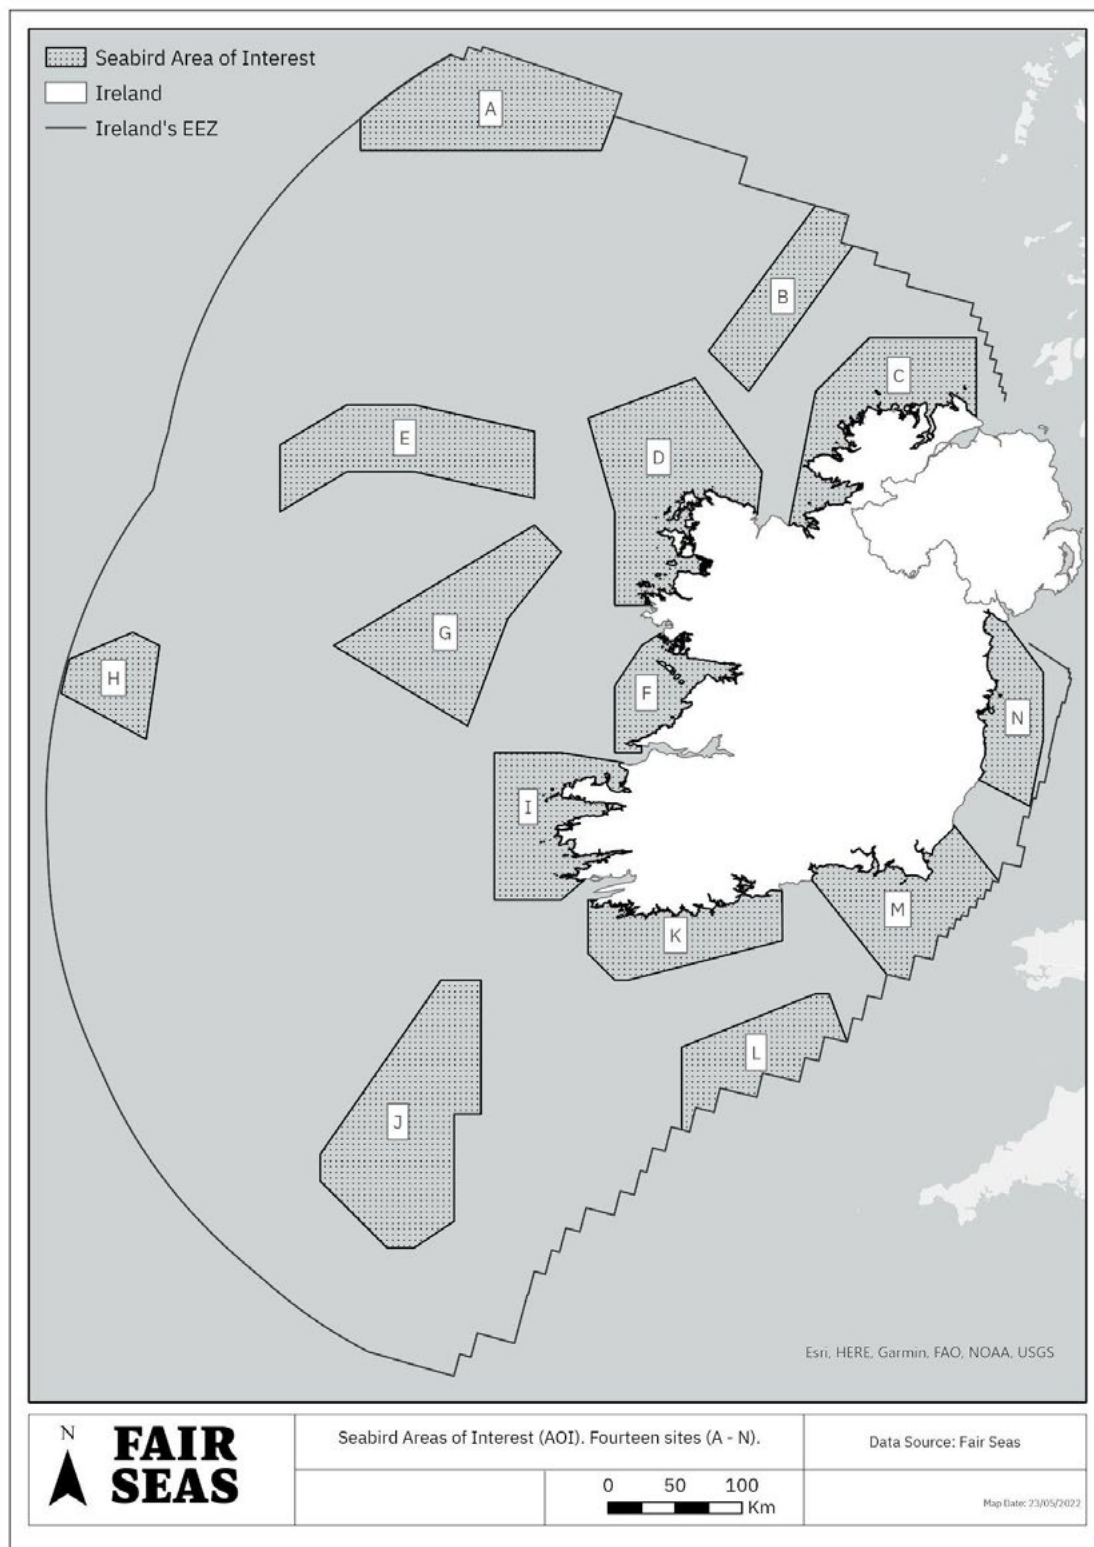 Seabird Area of Interest
Ireland
Ireland's EEZ
A
B
C
D
E
F
G
H
I
J
K
L
M
N
Esri, HERE, Garmin, FAO, NOAA, USGS
N
FAIR
SEAS
Seabird Areas of Interest (AOI). Fourteen sites (A - N).
0 50 100
Km
Data Source: Fair Seas
Map Date: 23/05/2022